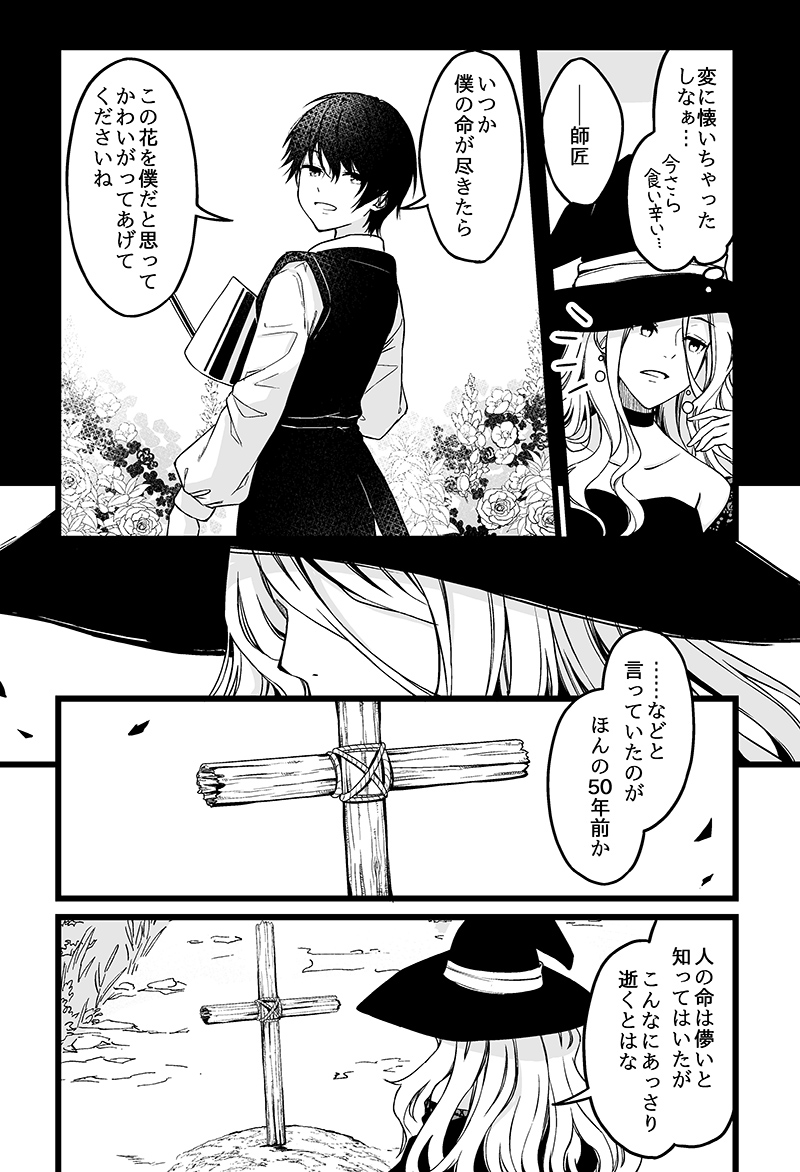 変に懐いちゃった
しなぁ…
今さら
食い辛い…
――師匠
いつか
僕の命が尽きたら
この花を僕だと思って
かわいがってあげて
くださいね
……などと
言っていたのが
ほんの50年前か
人の命は儚いと
知ってはいたが
こんなにあっさり
逝くとはな